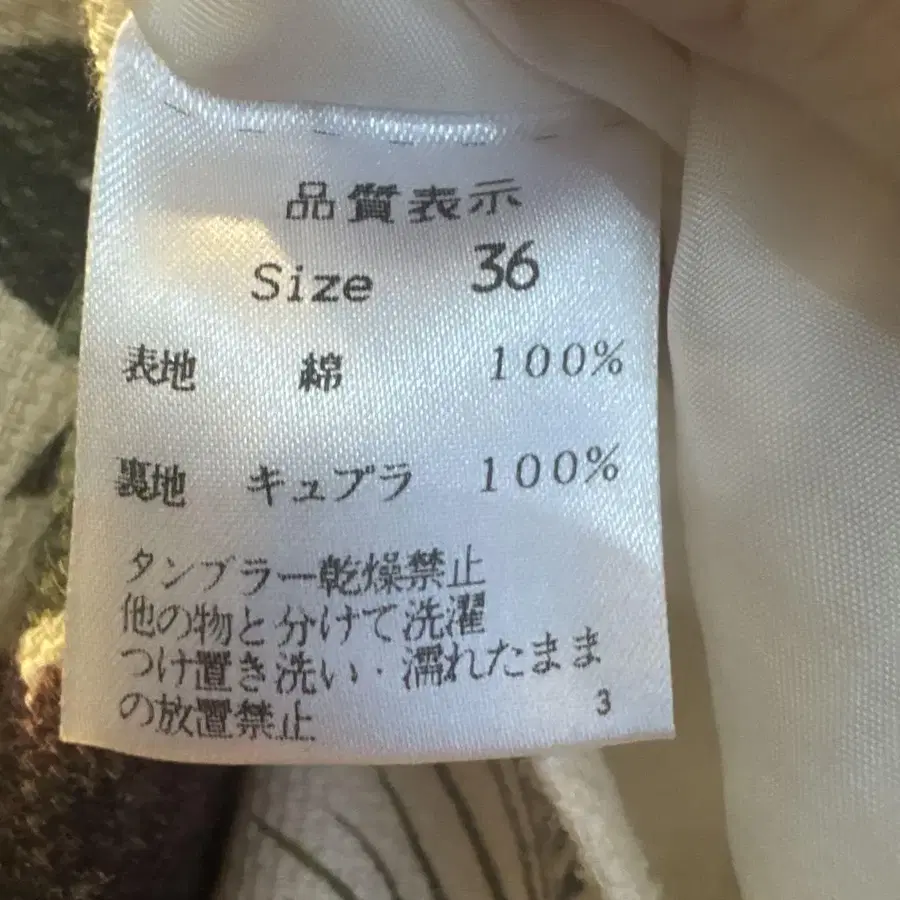 品質表示
Size 36
表地 綿 100%
裏地 キュプラ 100%
タンブラー乾燥禁止
他の物と分けて洗濯
つけ置き洗い・濡れたまま
の放置禁止 3